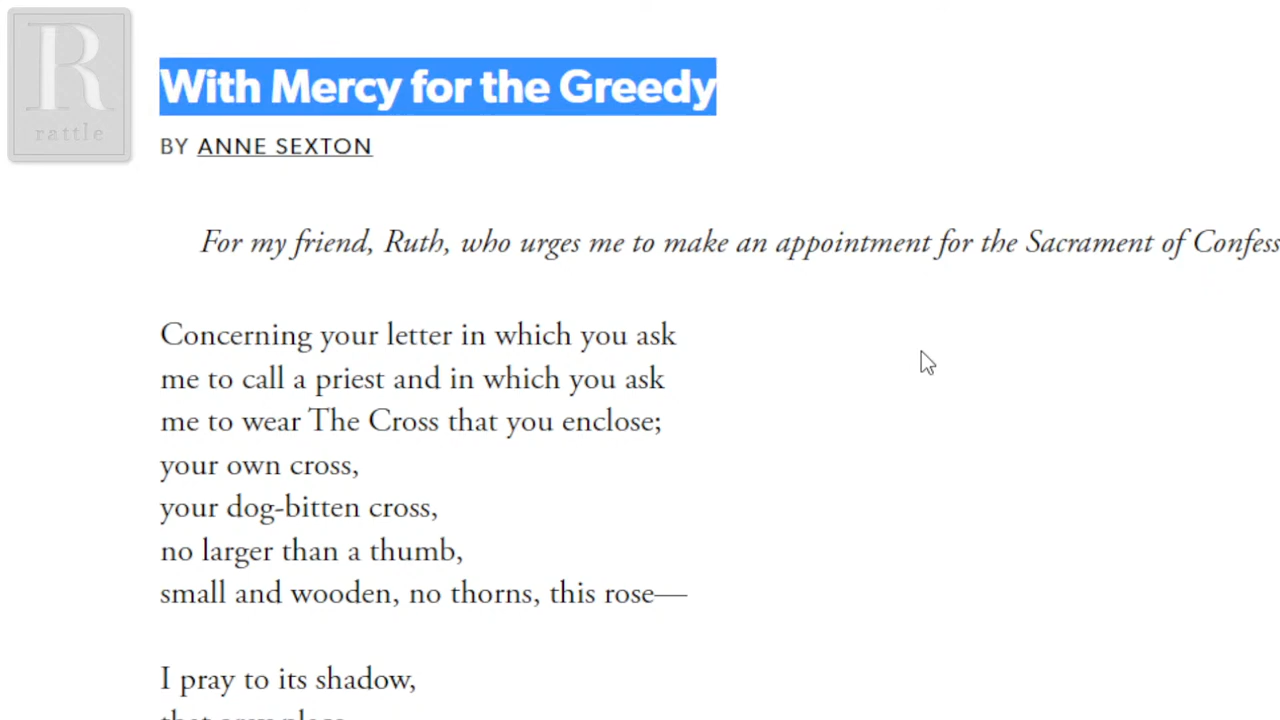 R
rattle
With Mercy for the Greedy
BY ANNE SEXTON
For my friend, Ruth, who urges me to make an appointment for the Sacrament of Confess
Concerning your letter in which you ask
me to call a priest and in which you ask
me to wear The Cross that you enclose;
your own cross,
your dog-bitten cross,
no larger than a thumb,
small and wooden, no thorns, this rose—
I pray to its shadow,
that gray place